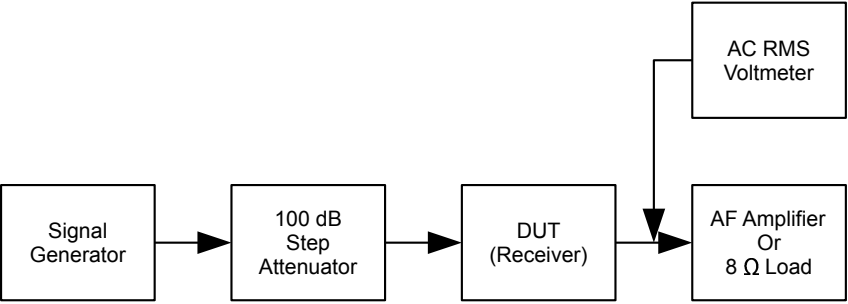 AC RMS
Voltmeter
Signal
Generator
100 dB
Step
Attenuator
DUT
(Receiver)
AF Amplifier
Or
8 Ω Load